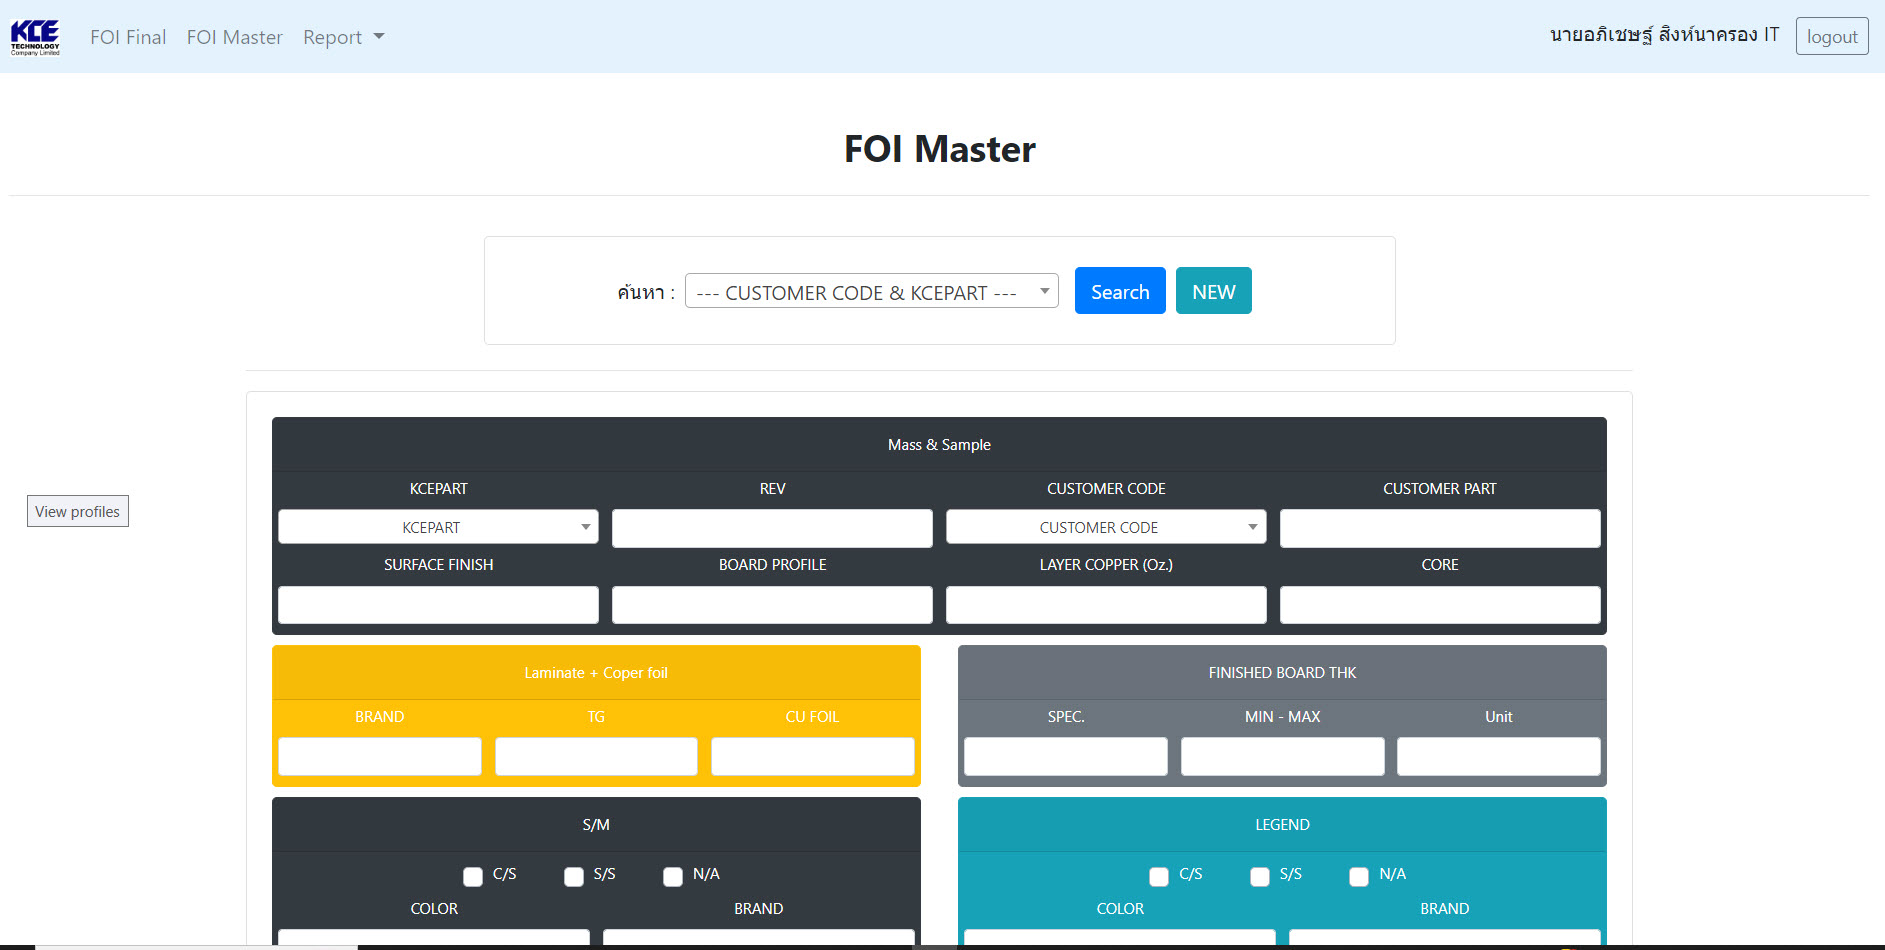 KCE
TECHNOLOGY
Company Limited
FOI Final FOI Master Report
นายอภิเชษฐ์ สิงห์นาครอง IT logout
FOI Master
ค้นหา : --- CUSTOMER CODE & KCEPART --- Search NEW
View profiles
Mass & Sample
KCEPART REV CUSTOMER CODE CUSTOMER PART
KCEPART CUSTOMER CODE
SURFACE FINISH BOARD PROFILE LAYER COPPER (Oz.) CORE
Laminate + Coper foil
BRAND TG CU FOIL
FINISHED BOARD THK
SPEC. MIN - MAX Unit
S/M
C/S S/S N/A
COLOR BRAND
LEGEND
C/S S/S N/A
COLOR BRAND